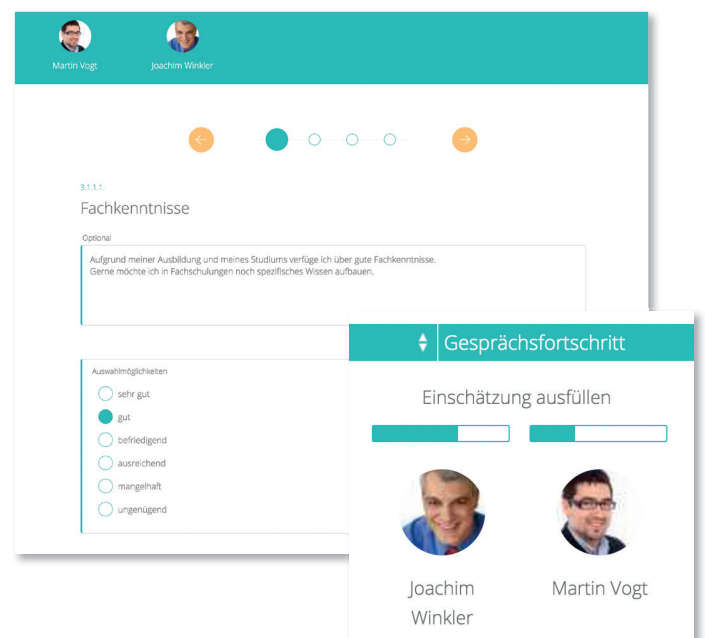 Martin Vogt
Joachim Winkler
3.1.1.1.
Fachkenntnisse
Optional
Aufgrund meiner Ausbildung und meines Studiums verfüge ich über gute Fachkenntnisse.
Gerne möchte ich in Fachschulungen noch spezifisches Wissen aufbauen.
Auswahlmöglichkeiten
sehr gut
gut
befriedigend
ausreichend
mangelhaft
ungenügend
Gesprächsfortschritt
Einschätzung ausfüllen
Joachim
Winkler
Martin Vogt